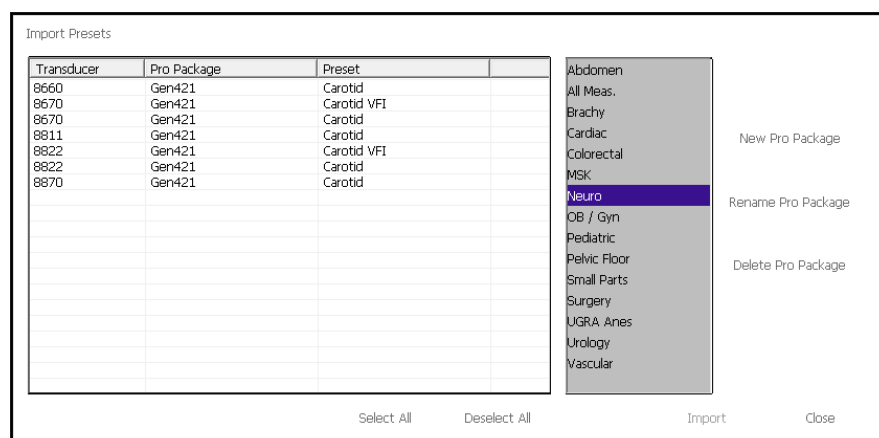 Import Presets
Transducer Pro Package Preset
8660 Gen421 Carotid
8670 Gen421 Carotid VFI
8670 Gen421 Carotid
8811 Gen421 Carotid
8822 Gen421 Carotid VFI
8822 Gen421 Carotid
8870 Gen421 Carotid
Abdomen
All Meas.
Brachy
Cardiac
Colorectal
MSK
Neuro
OB / Gyn
Pediatric
Pelvic Floor
Small Parts
Surgery
UGRA Anes
Urology
Vascular
New Pro Package
Rename Pro Package
Delete Pro Package
Select All Deselect All Import Close